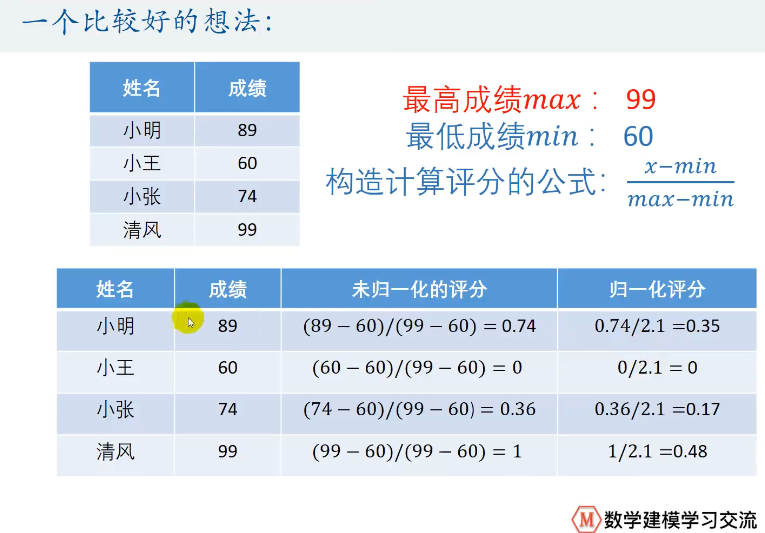 一个比较好的想法：
姓名 成绩
小明 89
小王 60
小张 74
清风 99
最高成绩max： 99
最低成绩min： 60
构造计算评分的公式： (x−min)/(max−min)
姓名 成绩 未归一化的评分 归一化评分
小明 89 (89 − 60)/(99 − 60) = 0.74 0.74/2.1 =0.35
小王 60 (60 − 60)/(99 − 60) = 0 0/2.1 = 0
小张 74 (74 − 60)/(99 − 60) = 0.36 0.36/2.1 =0.17
清风 99 (99 − 60)/(99 − 60) = 1 1/2.1 =0.48
M 数学建模学习交流